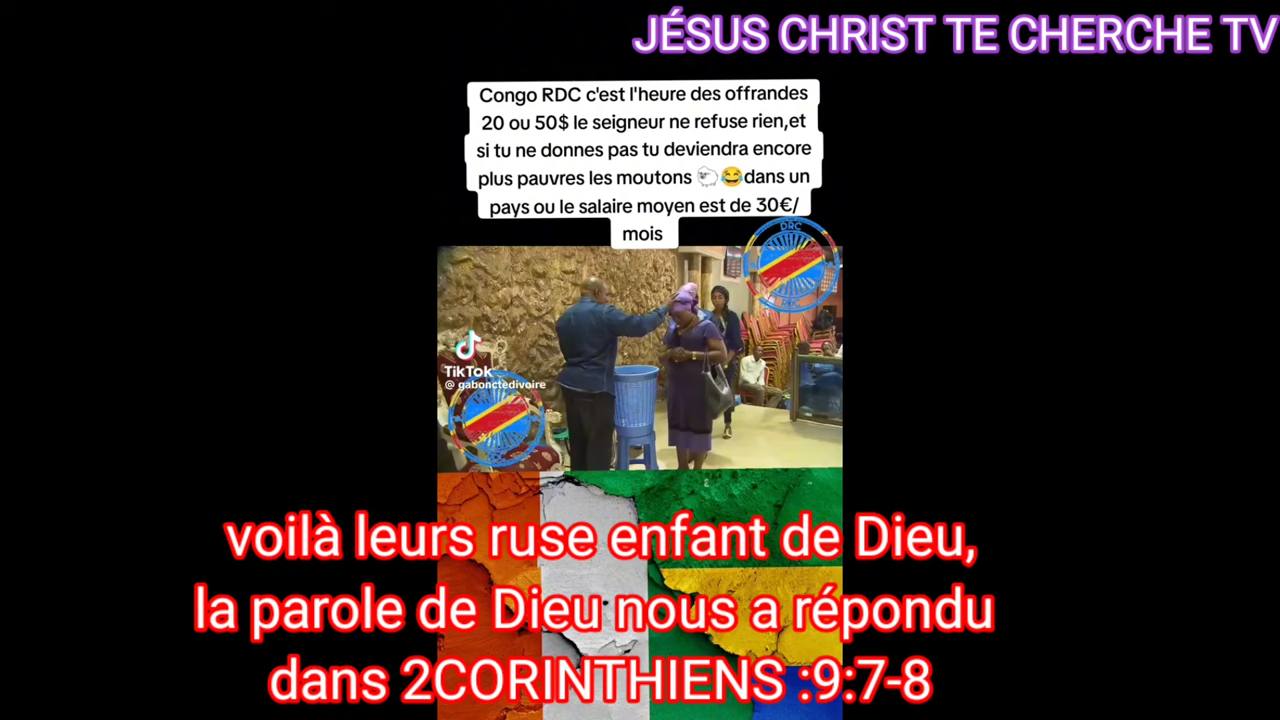 JÉSUS CHRIST TE CHERCHE TV
Congo RDC c'est l'heure des offrandes
20 ou 50$ le seigneur ne refuse rien,et
si tu ne donnes pas tu deviendra encore
plus pauvres les moutons 🐑😂dans un
pays ou le salaire moyen est de 30€/
mois
DRC
TikTok
@ gabonctedivoire
voilà leurs ruse enfant de Dieu,
la parole de Dieu nous a répondu
dans 2CORINTHIENS :9:7-8